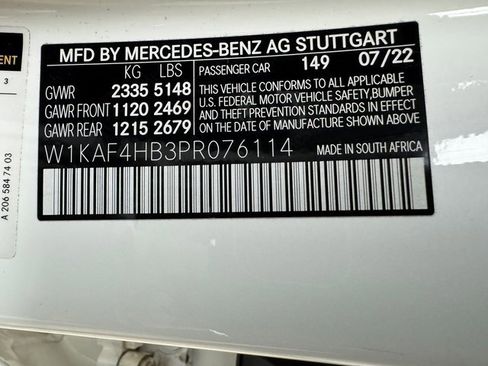 MFD BY MERCEDES-BENZ AG STUTTGART
KG LBS
GVWR 2335 5148
GAWR FRONT 1120 2469
GAWR REAR 1215 2679
PASSENGER CAR 149 07/22
THIS VEHICLE CONFORMS TO ALL APPLICABLE
U.S. FEDERAL MOTOR VEHICLE SAFETY, BUMPER
AND THEFT PREVENTION STANDARDS IN EFFECT
ON THE DATE OF MANUFACTURE SHOWN ABOVE.
W1KAF4HB3PR076114 MADE IN SOUTH AFRICA
3
A 206 584 74 03